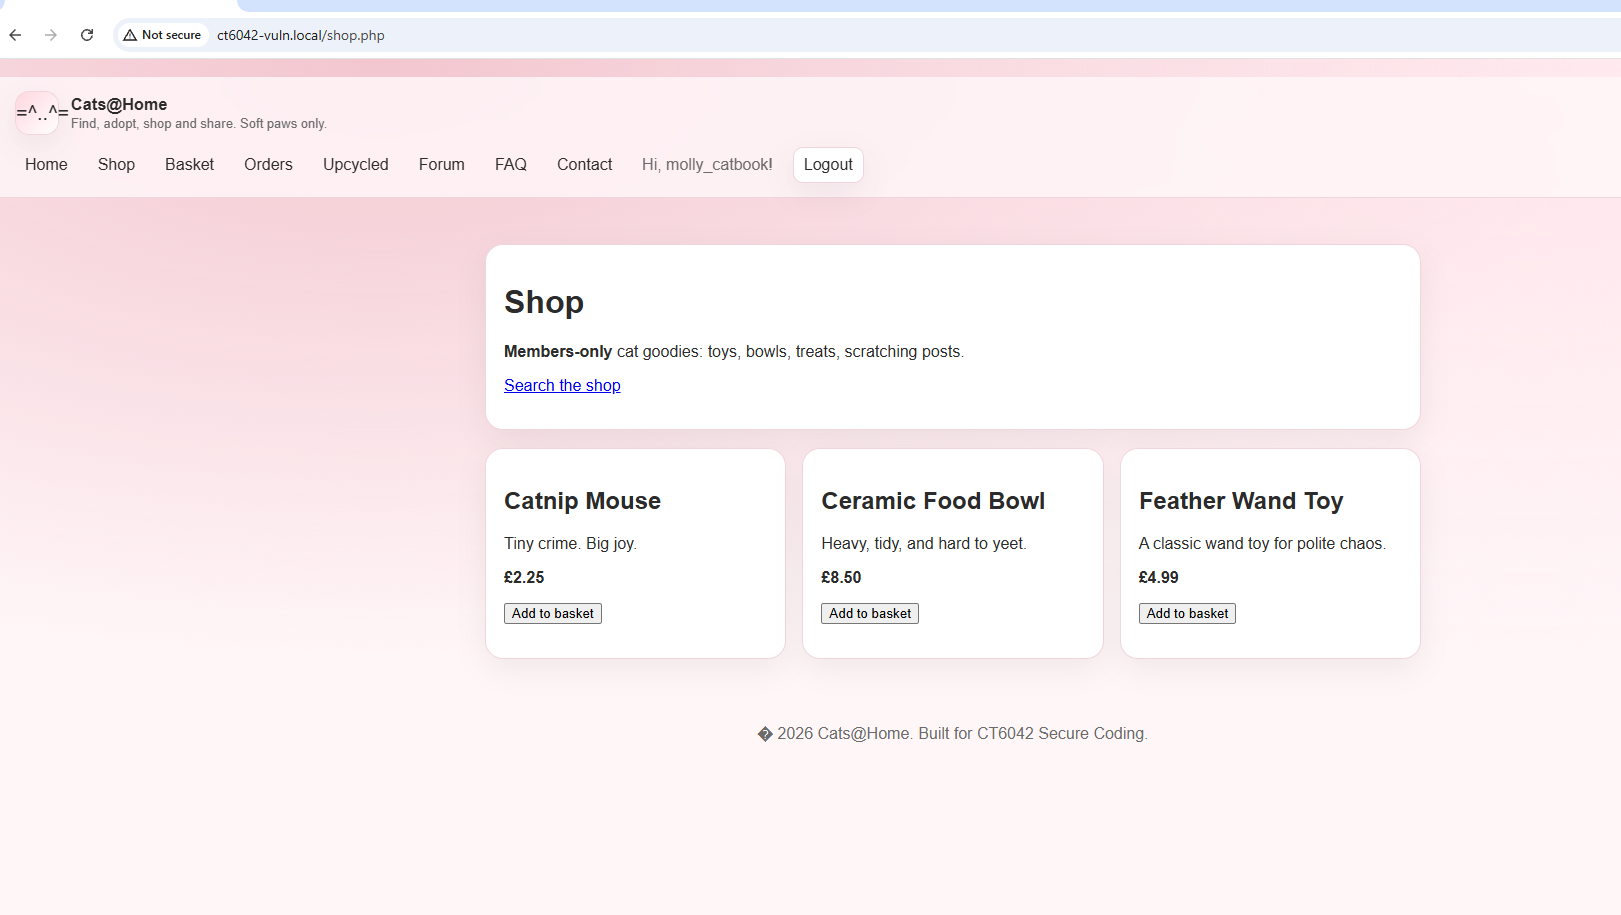 Not secure ct6042-vuln.local/shop.php
=^..^= Cats@Home
Find, adopt, shop and share. Soft paws only.
Home Shop Basket Orders Upcycled Forum FAQ Contact Hi, molly_catbook! Logout
Shop
Members-only cat goodies: toys, bowls, treats, scratching posts.
Search the shop
Catnip Mouse
Tiny crime. Big joy.
£2.25
Add to basket
Ceramic Food Bowl
Heavy, tidy, and hard to yeet.
£8.50
Add to basket
Feather Wand Toy
A classic wand toy for polite chaos.
£4.99
Add to basket
� 2026 Cats@Home. Built for CT6042 Secure Coding.